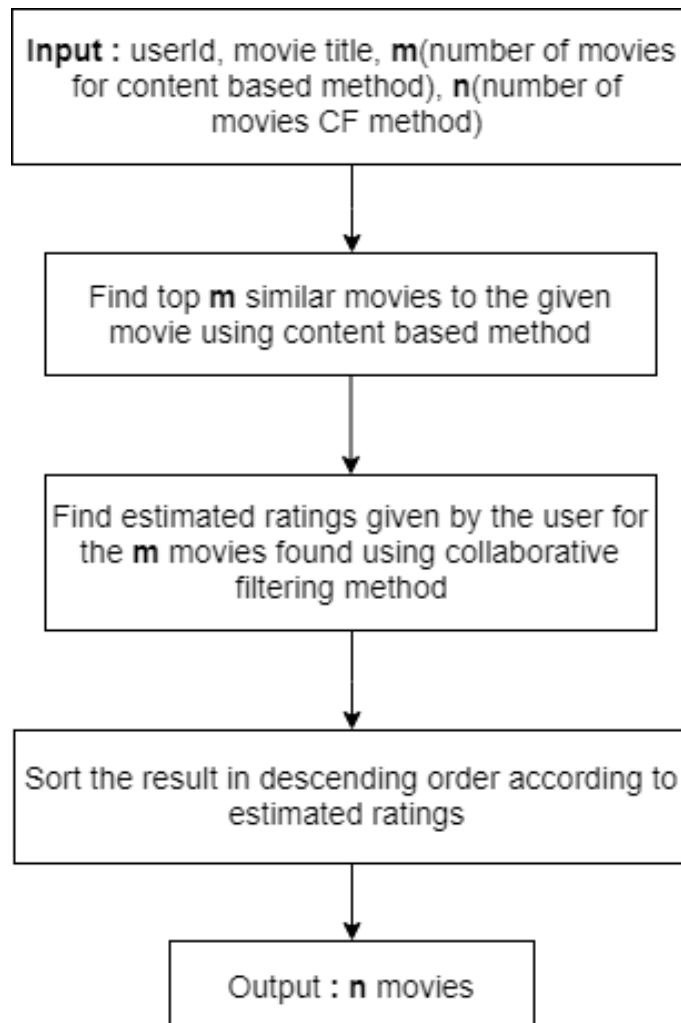 Input : userId, movie title, m(number of movies
for content based method), n(number of
movies CF method)
Find top m similar movies to the given
movie using content based method
Find estimated ratings given by the user for
the m movies found using collaborative
filtering method
Sort the result in descending order according to
estimated ratings
Output : n movies